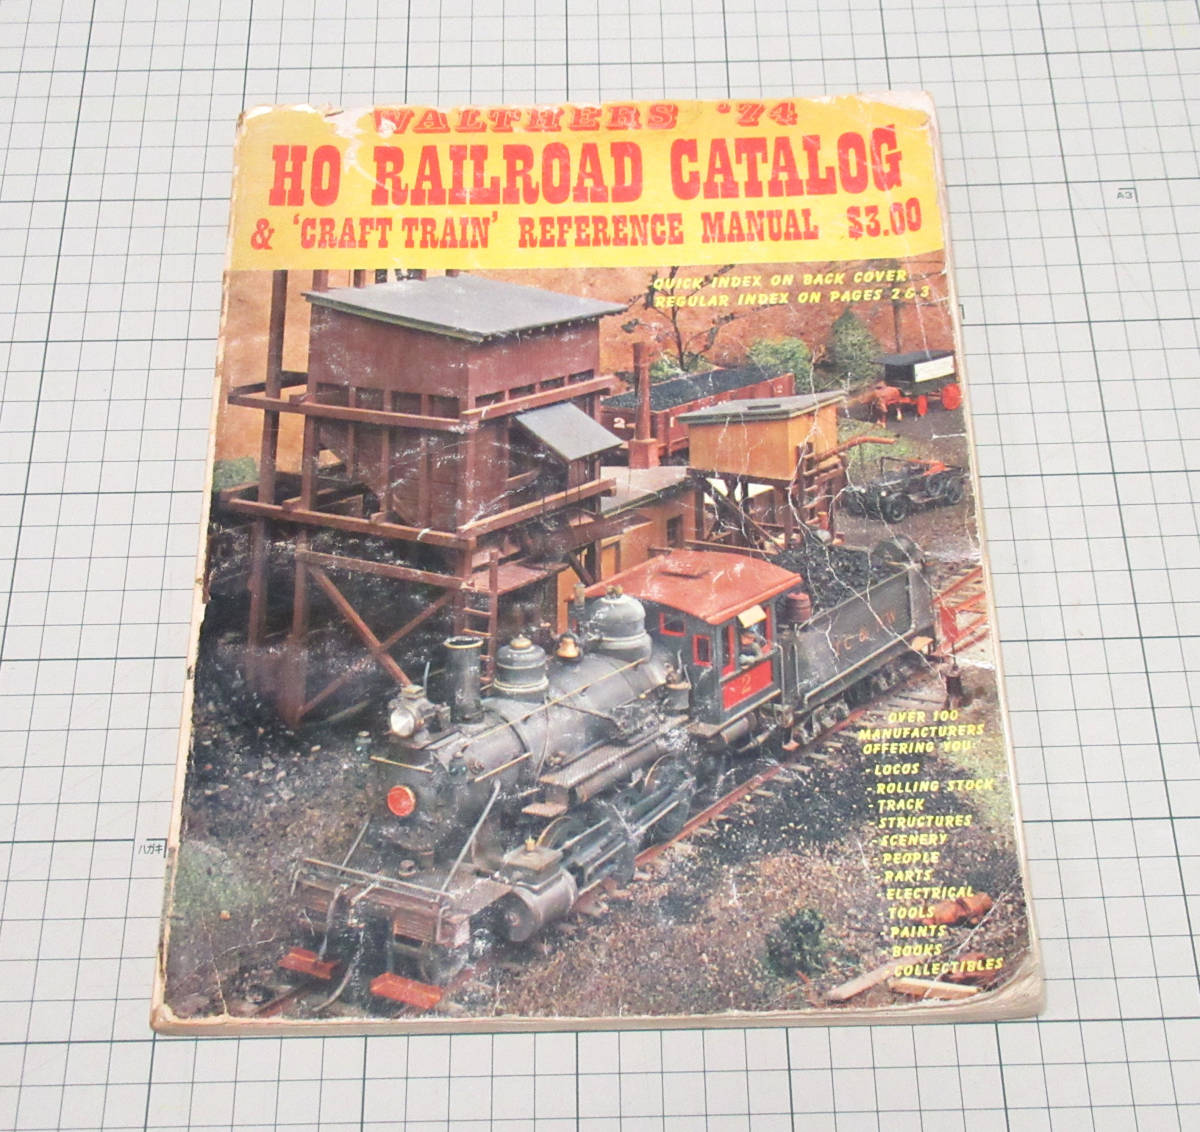 WALTHERS '74
HO RAILROAD CATALOG
& 'CRAFT TRAIN' REFERENCE MANUAL $3.00
QUICK INDEX ON BACK COVER
REGULAR INDEX ON PAGES 2 & 3
2
2
OVER 100
MANUFACTURERS
OFFERING YOU:
- LOCOS
- ROLLING STOCK
- TRACK
STRUCTURES
- SCENERY
- PEOPLE
- PARTS
- ELECTRICAL
- TOOLS
- PAINTS
- BOOKS
- COLLECTIBLES
A3
ハガキ